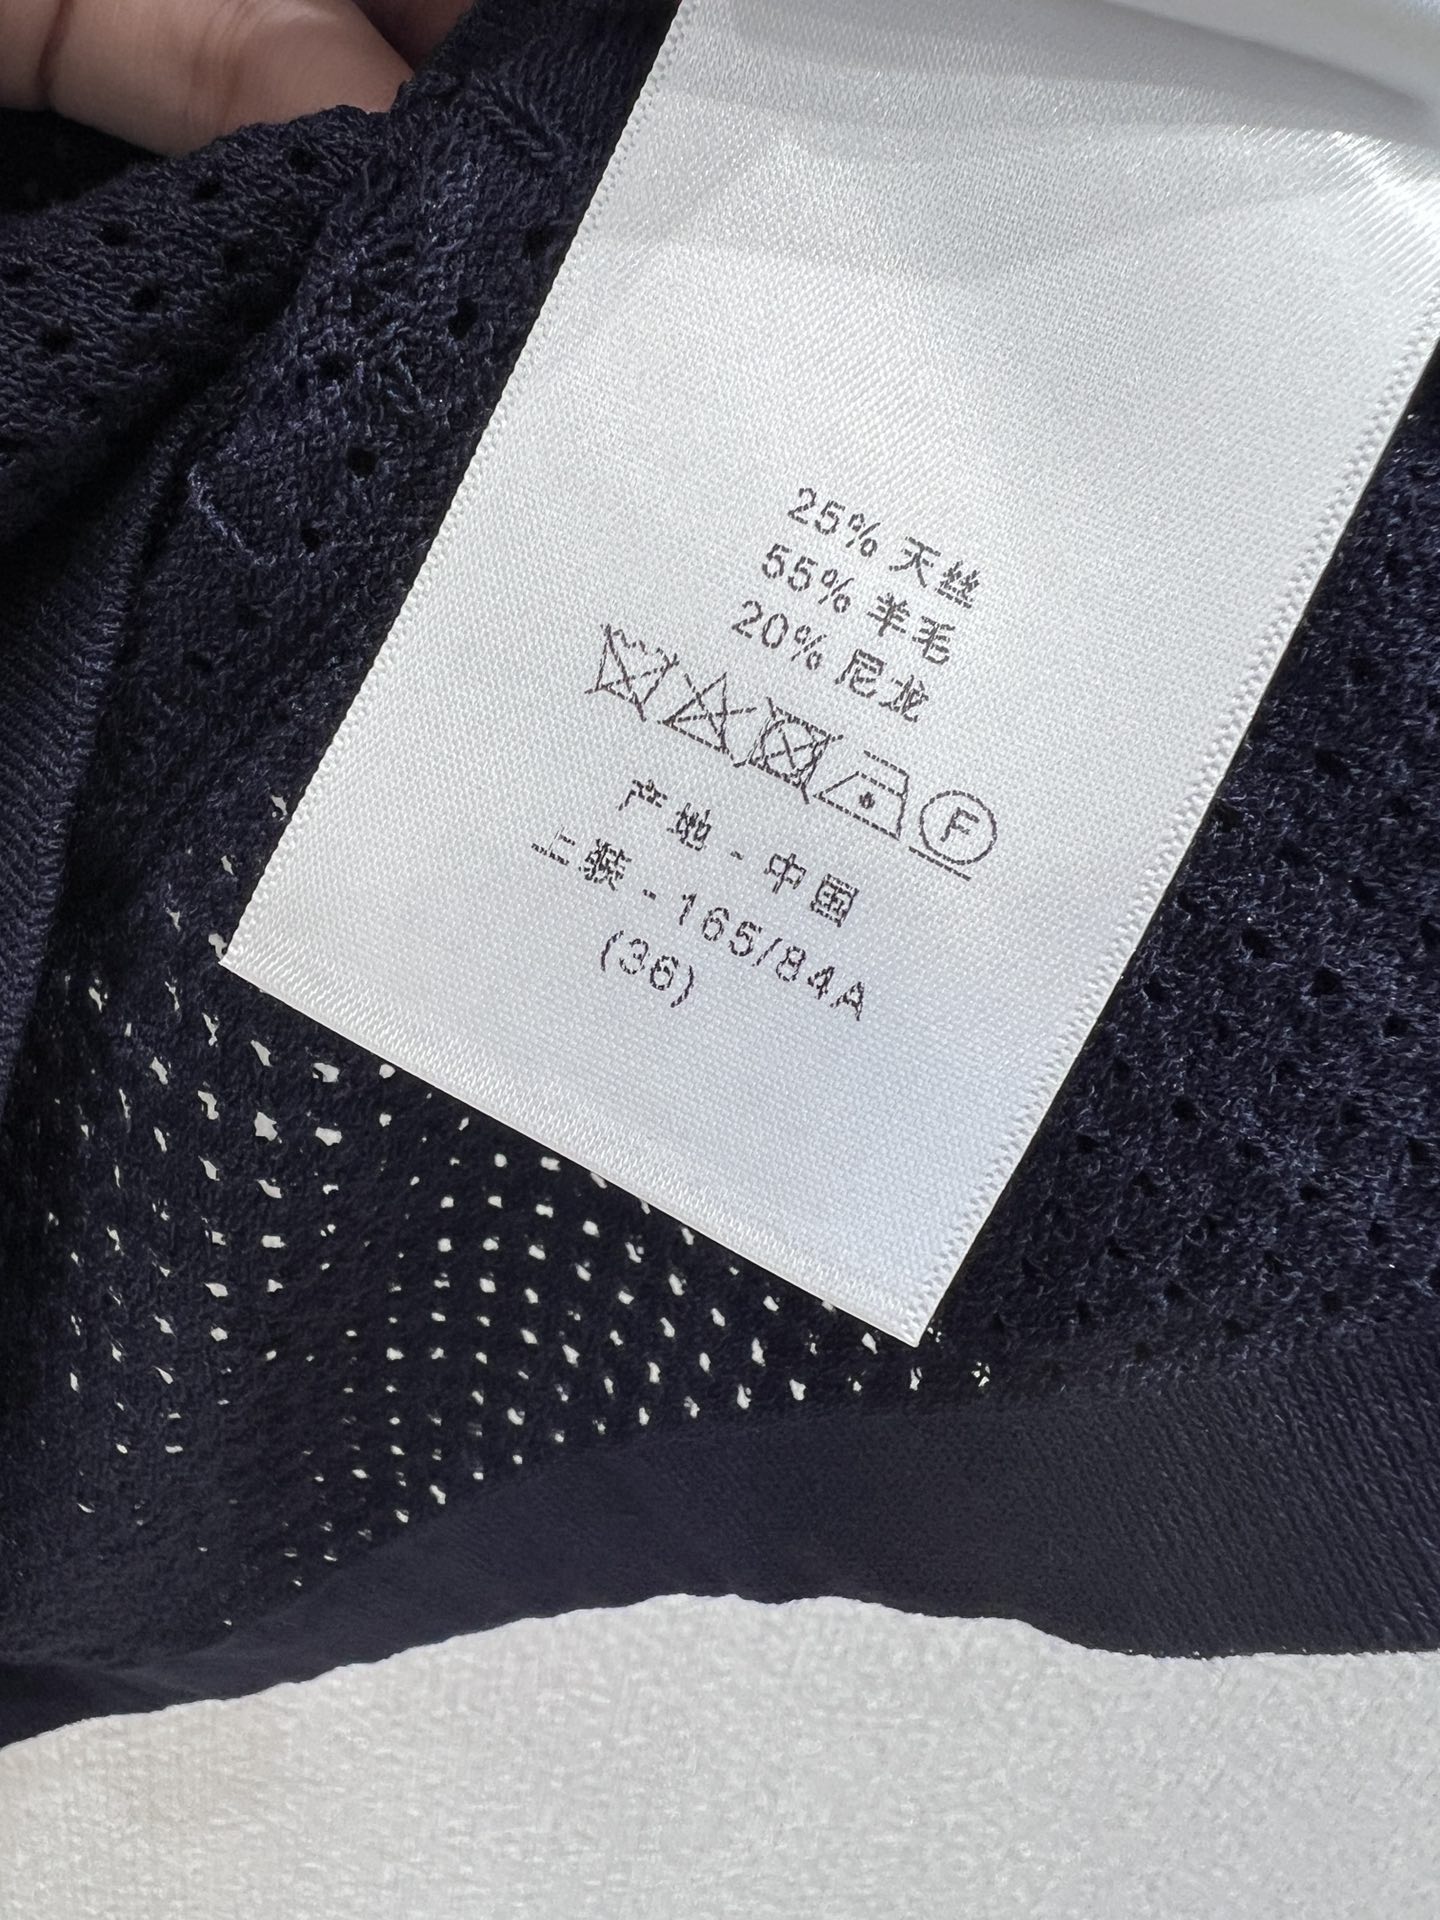 25% 天丝
55% 羊毛
20% 尼龙
F
产地 - 中国
上装 - 165/84A
(36)